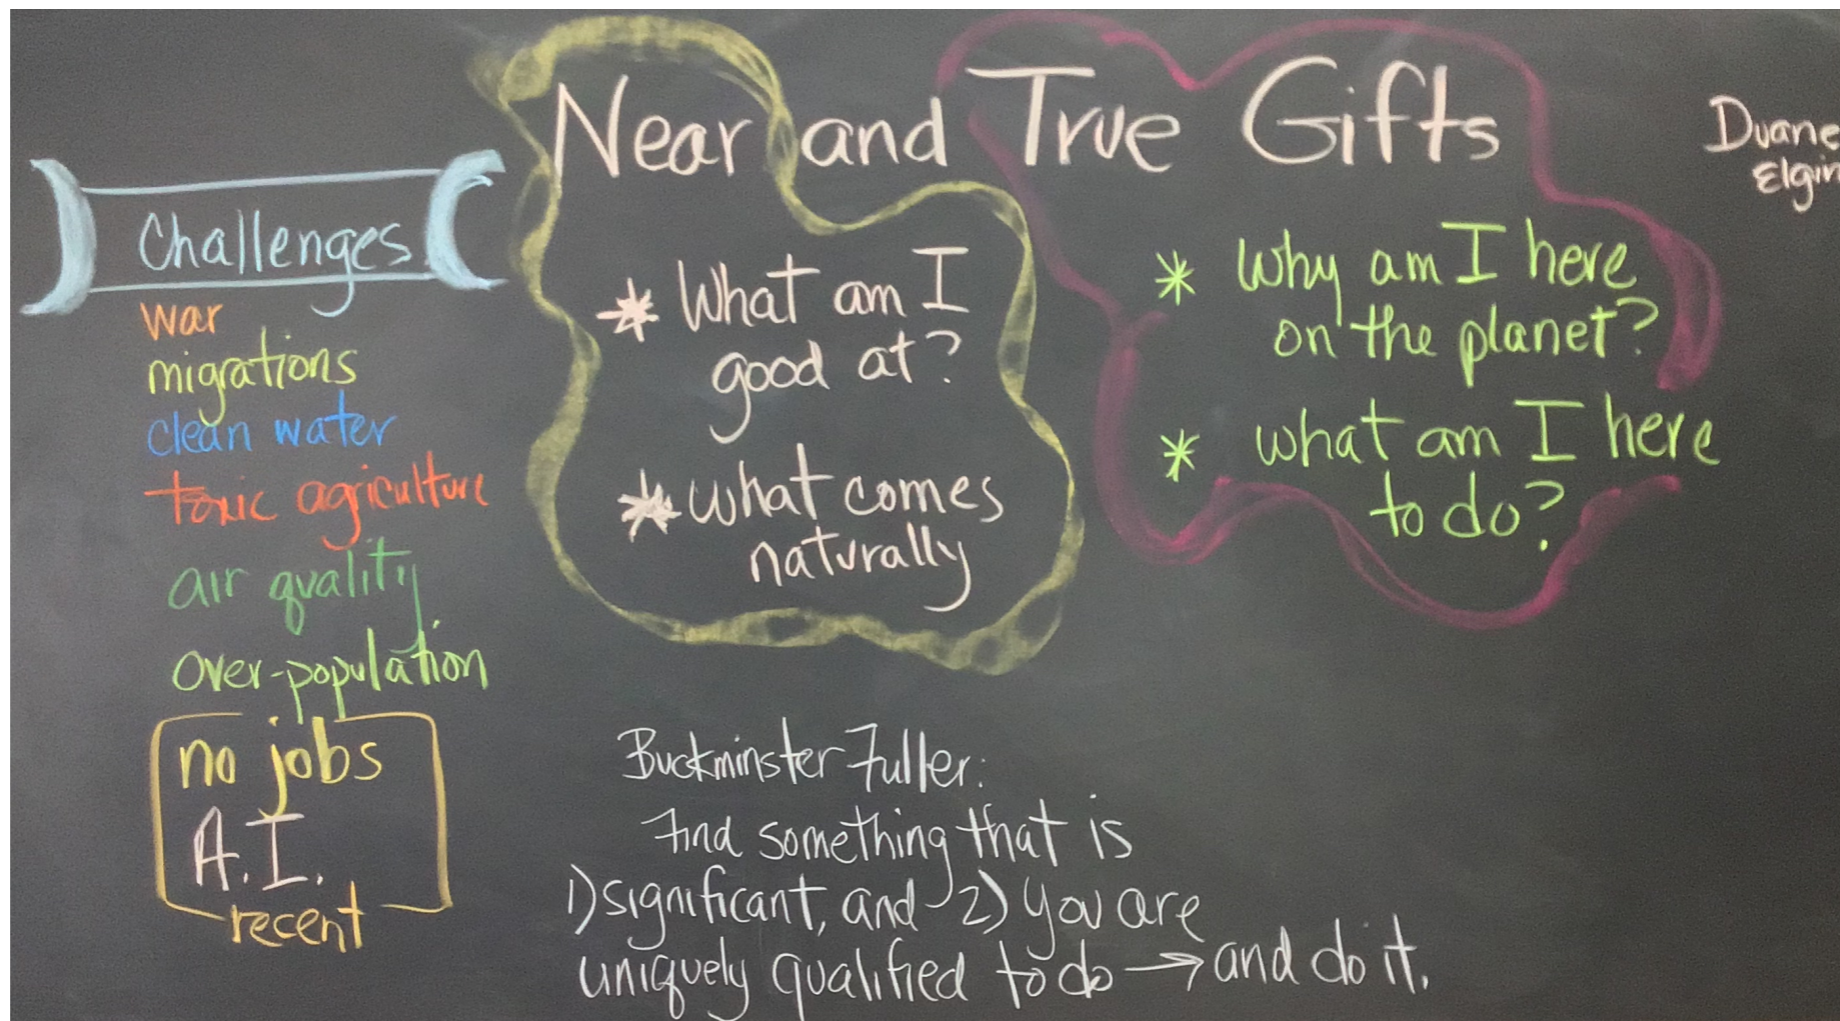 Near and True Gifts
Duane
Elgin
Challenges
war
migrations
clean water
toxic agriculture
air quality
over-population
no jobs
A.I.
recent
* What am I
good at?
* what comes
naturally
* Why am I here
on the planet?
* what am I here
to do?
Buckminster Fuller:
Find something that is
1) significant, and 2) you are
uniquely qualified to do → and do it.